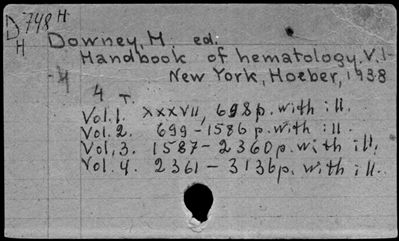 D 748 H
H
Downey, M. ed.
Handbook of hematology. V. 1-
-4 New York, Hoeber, 1938
4 т.
Vol. 1. XXXVII, 698 p. with ill.
Vol. 2. 699-1586 p. with ill.
Vol. 3. 1587-2360 p. with ill.
Vol. 4. 2361-3136 p. with ill.